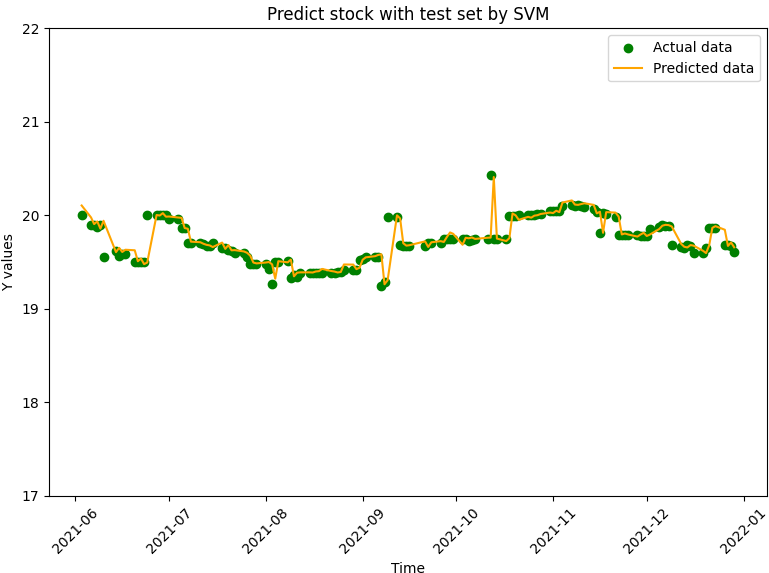 Predict stock with test set by SVM
Actual data
Predicted data
22
21
20
19
18
17
Y values
2021-06
2021-07
2021-08
2021-09
2021-10
2021-11
2021-12
2022-01
Time